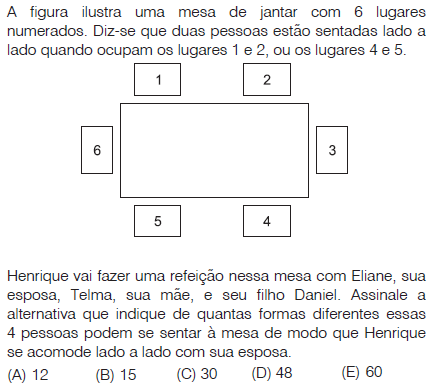 A figura ilustra uma mesa de jantar com 6 lugares
numerados. Diz-se que duas pessoas estão sentadas lado a
lado quando ocupam os lugares 1 e 2, ou os lugares 4 e 5.
1
2
6
3
5
4
Henrique vai fazer uma refeição nessa mesa com Eliane, sua
esposa, Telma, sua mãe, e seu filho Daniel. Assinale a
alternativa que indique de quantas formas diferentes essas
4 pessoas podem se sentar à mesa de modo que Henrique
se acomode lado a lado com sua esposa.
(A) 12 (B) 15 (C) 30 (D) 48 (E) 60